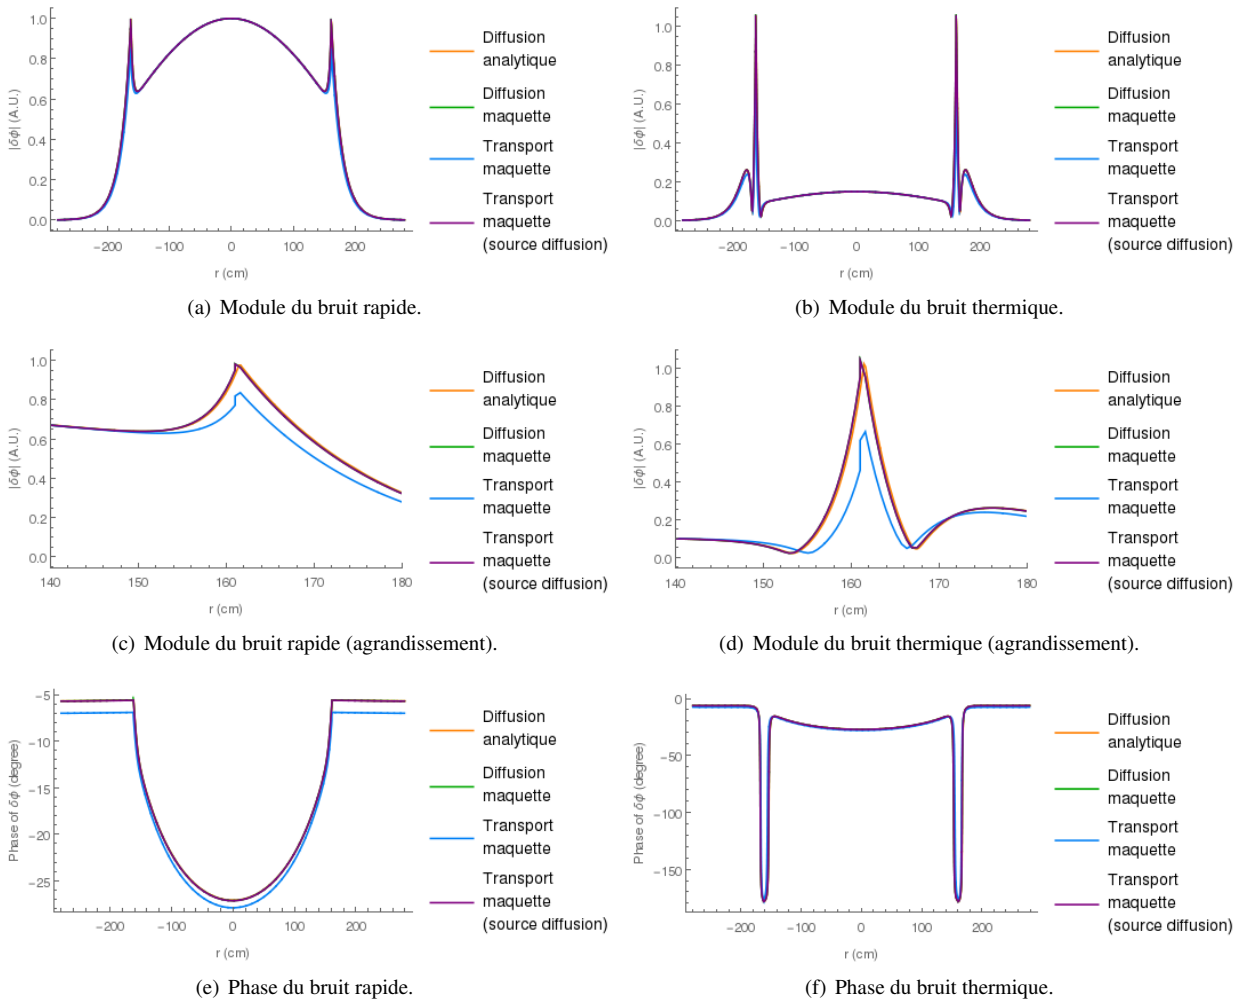 1.0
0.8
0.6
0.4
0.2
0.0
|δϕ| (A.U.)
−200 −100 0 100 200
r (cm)
Diffusion
analytique
Diffusion
maquette
Transport
maquette
Transport
maquette
(source diffusion)
(a) Module du bruit rapide.
1.0
0.8
0.6
0.4
0.2
0.0
|δϕ| (A.U.)
−200 −100 0 100 200
r (cm)
Diffusion
analytique
Diffusion
maquette
Transport
maquette
Transport
maquette
(source diffusion)
(b) Module du bruit thermique.
1.0
0.8
0.6
0.4
0.2
0.0
|δϕ| (A.U.)
140 150 160 170 180
r (cm)
Diffusion
analytique
Diffusion
maquette
Transport
maquette
Transport
maquette
(source diffusion)
(c) Module du bruit rapide (agrandissement).
1.0
0.8
0.6
0.4
0.2
0.0
|δϕ| (A.U.)
140 150 160 170 180
r (cm)
Diffusion
analytique
Diffusion
maquette
Transport
maquette
Transport
maquette
(source diffusion)
(d) Module du bruit thermique (agrandissement).
−5
−10
−15
−20
−25
Phase of δϕ (degree)
−200 −100 0 100 200
r (cm)
Diffusion
analytique
Diffusion
maquette
Transport
maquette
Transport
maquette
(source diffusion)
(e) Phase du bruit rapide.
0
−50
−100
−150
Phase of δϕ (degree)
−200 −100 0 100 200
r (cm)
Diffusion
analytique
Diffusion
maquette
Transport
maquette
Transport
maquette
(source diffusion)
(f) Phase du bruit thermique.